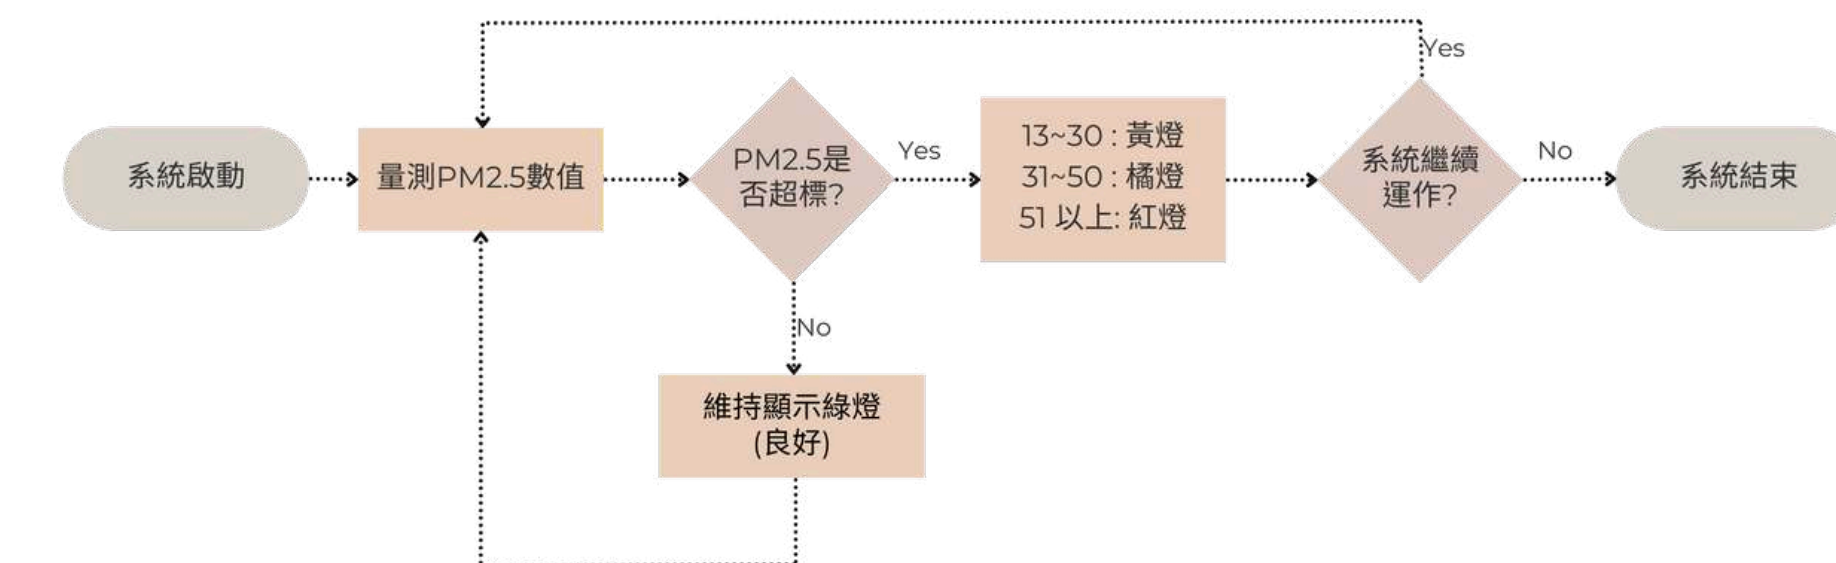 Yes
系統啟動
量測PM2.5數值
PM2.5是
否超標?
Yes
13~30 : 黃燈
31~50 : 橘燈
51 以上: 紅燈
系統繼續
運作?
No
系統結束
No
維持顯示綠燈
(良好)